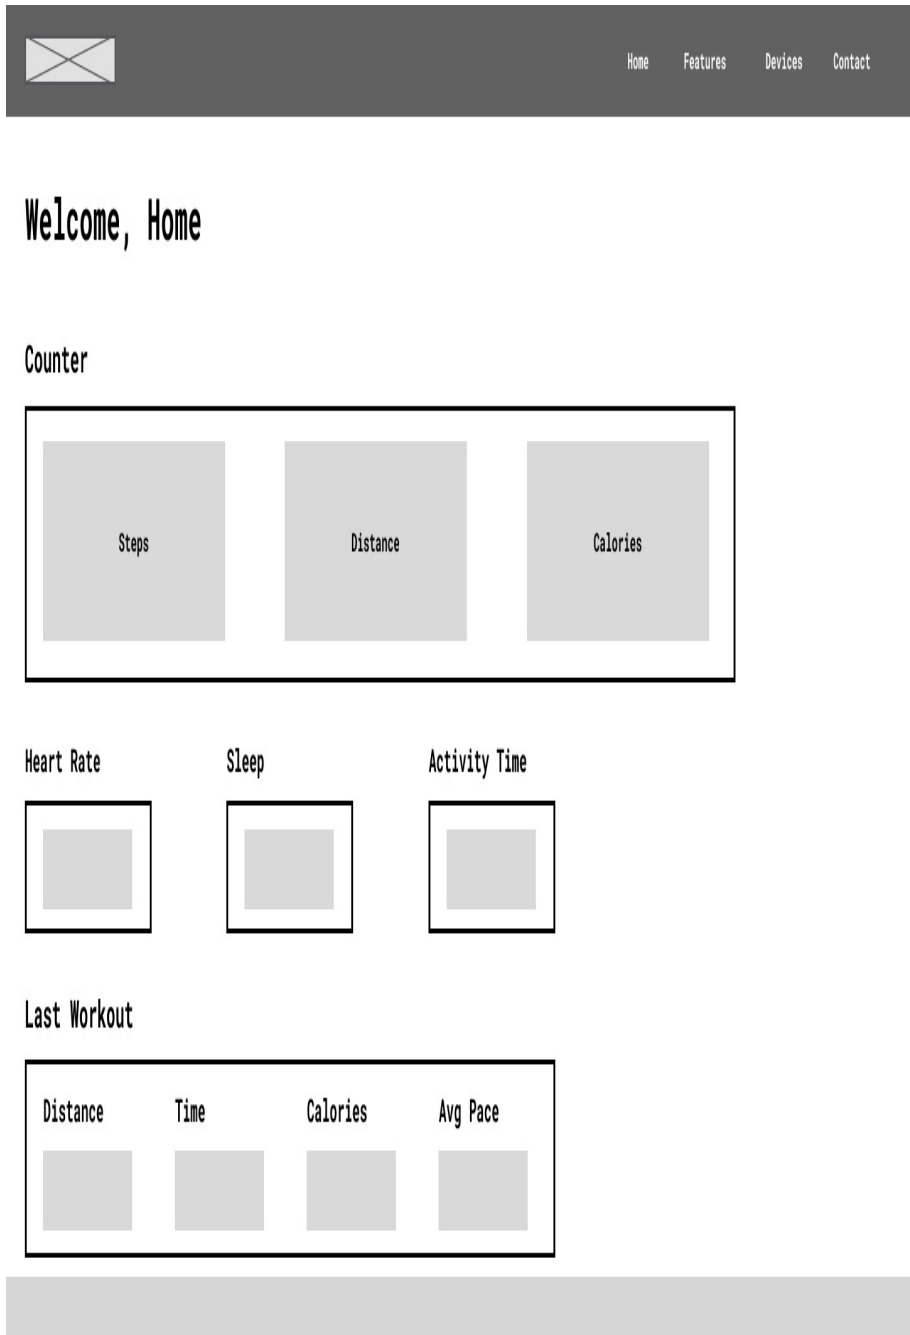 Home Features Devices Contact
Welcome, Home
Counter
Steps Distance Calories
Heart Rate Sleep Activity Time
Last Workout
Distance Time Calories Avg Pace